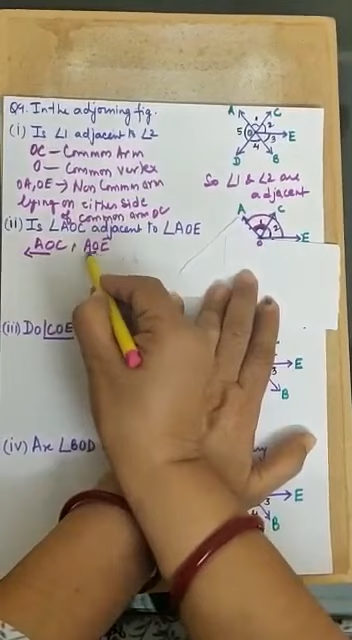 Q4. In the adjoining fig.
(i) Is ∠1 adjacent to ∠2
OC — Common Arm
O — Common vertex
OA, OE → Non Common arm
lying on either side
of common arm OC
So ∠1 and ∠2 are
adjacent
A C
1
5 O 2 E
3
4
D B
(ii) Is ∠AOC adjacent to ∠AOE
AOC, AOE
A C
2
O E
(iii) Do ∠COE
E
3
B
(iv) Are ∠BOD
E
3
B